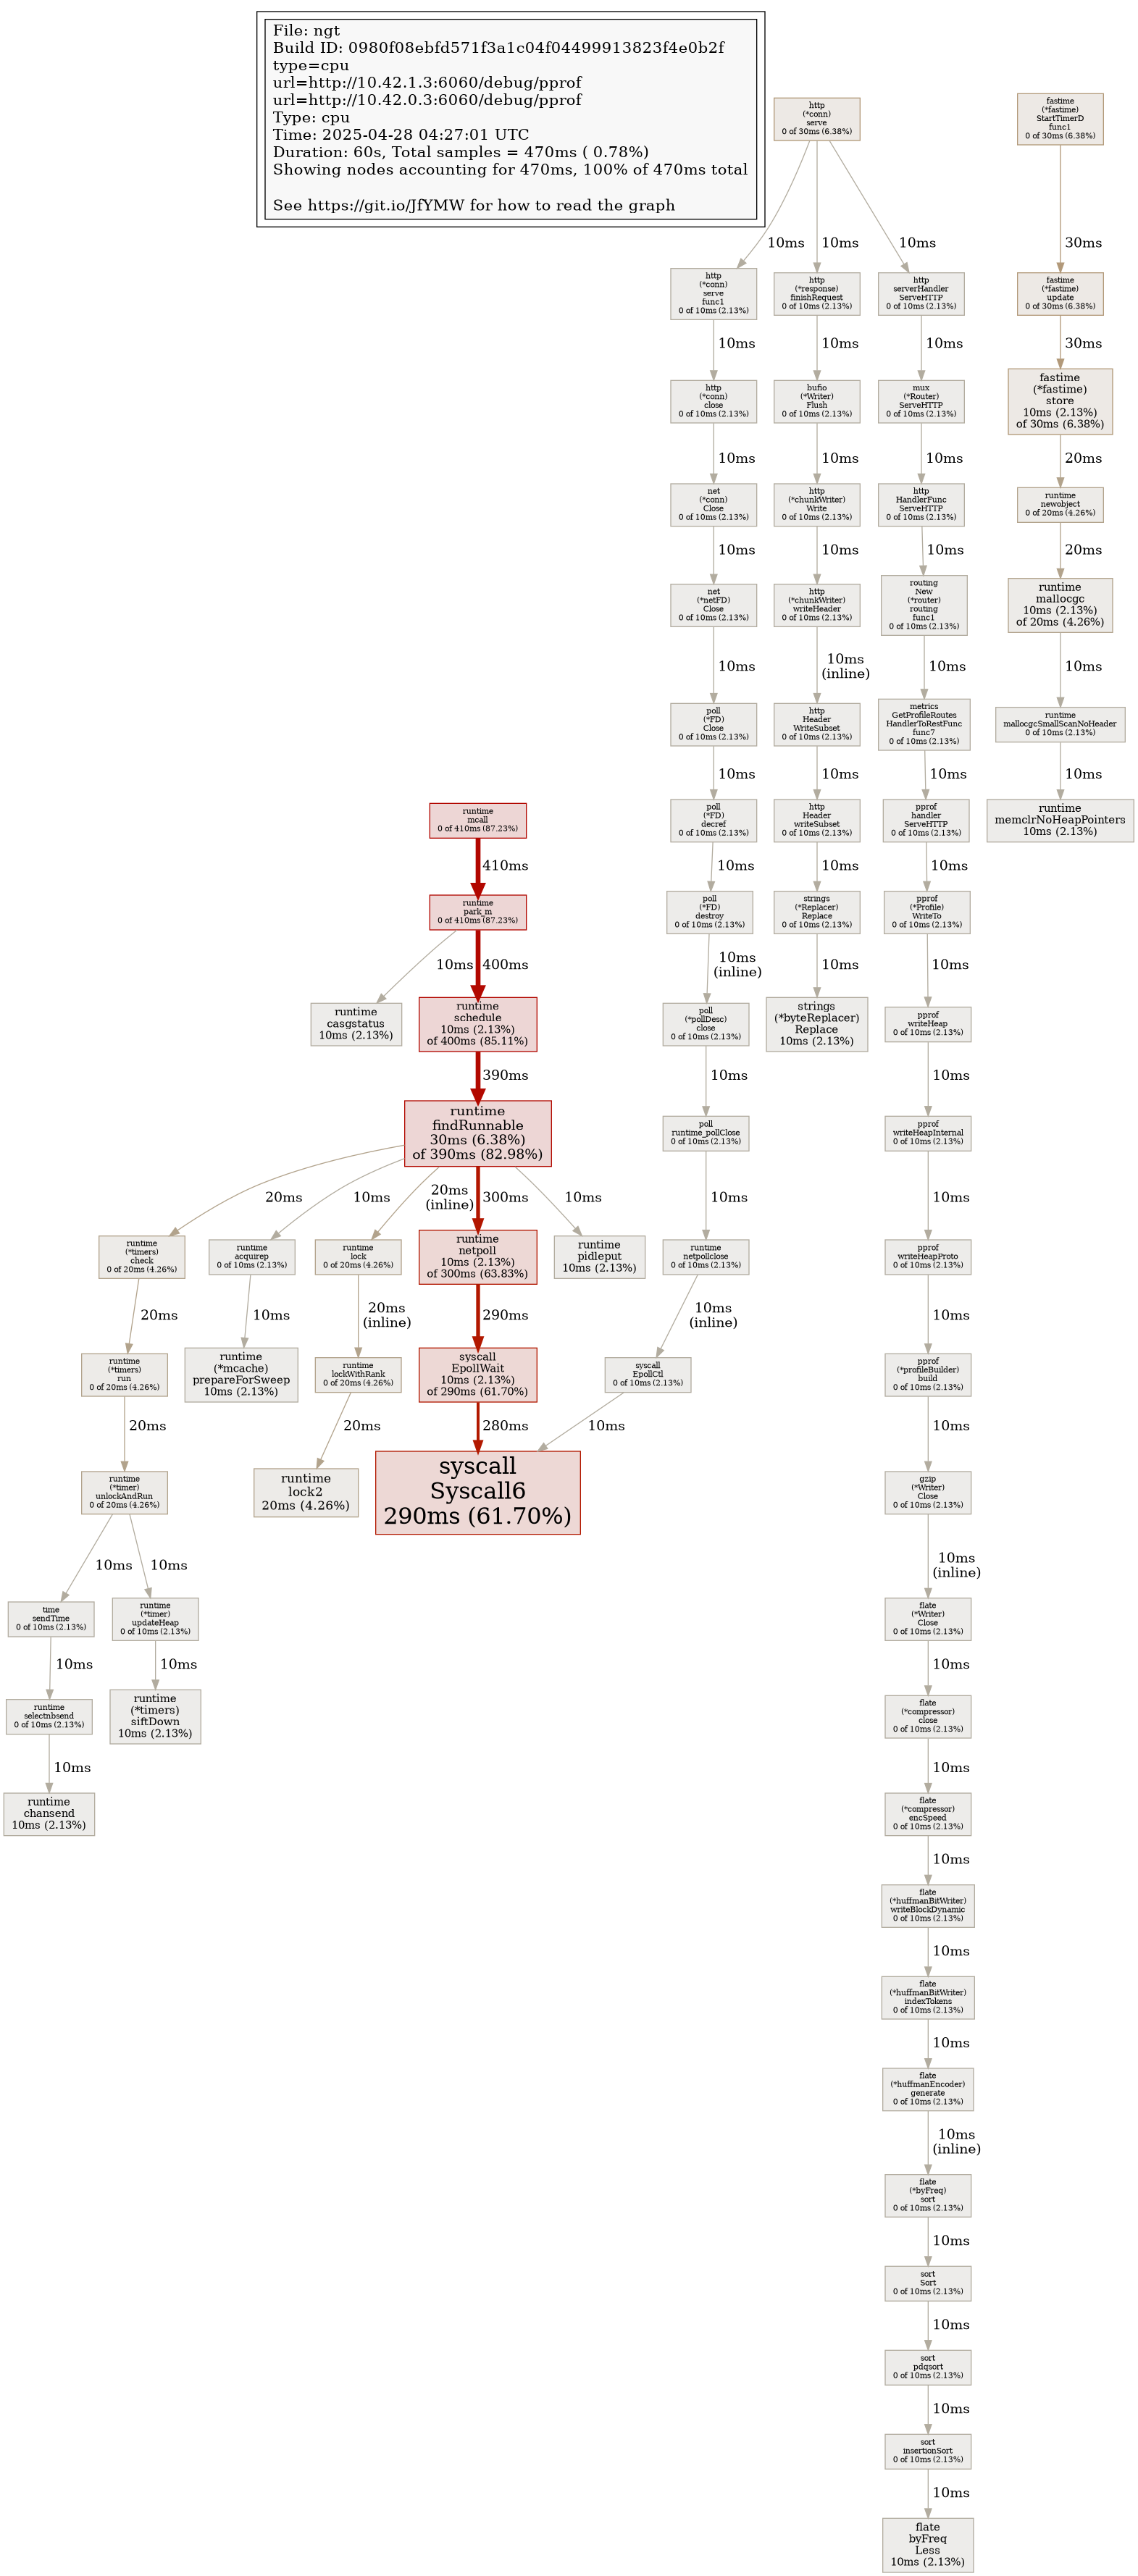 File: ngt
Build ID: 0980f08ebfd571f3a1c04f04499913823f4e0b2f
type=cpu
url=http://10.42.1.3:6060/debug/pprof
url=http://10.42.0.3:6060/debug/pprof
Type: cpu
Time: 2025-04-28 04:27:01 UTC
Duration: 60s, Total samples = 470ms ( 0.78%)
Showing nodes accounting for 470ms, 100% of 470ms total
See https://git.io/JfYMW for how to read the graph
runtime
mcall
0 of 410ms (87.23%)
410ms
runtime
park_m
0 of 410ms (87.23%)
10ms
400ms
runtime
casgstatus
10ms (2.13%)
runtime
schedule
10ms (2.13%)
of 400ms (85.11%)
390ms
runtime
findRunnable
30ms (6.38%)
of 390ms (82.98%)
20ms
10ms
20ms
(inline)
300ms
10ms
runtime
(*timers)
check
0 of 20ms (4.26%)
runtime
acquirep
0 of 10ms (2.13%)
runtime
lock
0 of 20ms (4.26%)
runtime
netpoll
10ms (2.13%)
of 300ms (63.83%)
runtime
pidleput
10ms (2.13%)
20ms
10ms
20ms
(inline)
290ms
runtime
(*timers)
run
0 of 20ms (4.26%)
runtime
(*mcache)
prepareForSweep
10ms (2.13%)
runtime
lockWithRank
0 of 20ms (4.26%)
syscall
EpollWait
10ms (2.13%)
of 290ms (61.70%)
20ms
20ms
280ms
runtime
(*timer)
unlockAndRun
0 of 20ms (4.26%)
runtime
lock2
20ms (4.26%)
syscall
Syscall6
290ms (61.70%)
10ms
10ms
time
sendTime
0 of 10ms (2.13%)
runtime
(*timer)
updateHeap
0 of 10ms (2.13%)
10ms
10ms
runtime
selectnbsend
0 of 10ms (2.13%)
runtime
(*timers)
siftDown
10ms (2.13%)
10ms
runtime
chansend
10ms (2.13%)
http
(*conn)
serve
0 of 30ms (6.38%)
10ms
10ms
10ms
http
(*conn)
serve
func1
0 of 10ms (2.13%)
10ms
http
(*conn)
close
0 of 10ms (2.13%)
10ms
net
(*conn)
Close
0 of 10ms (2.13%)
10ms
net
(*netFD)
Close
0 of 10ms (2.13%)
10ms
poll
(*FD)
Close
0 of 10ms (2.13%)
10ms
poll
(*FD)
decref
0 of 10ms (2.13%)
10ms
poll
(*FD)
destroy
0 of 10ms (2.13%)
10ms
(inline)
poll
(*pollDesc)
close
0 of 10ms (2.13%)
10ms
poll
runtime_pollClose
0 of 10ms (2.13%)
10ms
runtime
netpollclose
0 of 10ms (2.13%)
10ms
(inline)
syscall
EpollCtl
0 of 10ms (2.13%)
10ms
http
(*response)
finishRequest
0 of 10ms (2.13%)
10ms
bufio
(*Writer)
Flush
0 of 10ms (2.13%)
10ms
http
(*chunkWriter)
Write
0 of 10ms (2.13%)
10ms
http
(*chunkWriter)
writeHeader
0 of 10ms (2.13%)
10ms
(inline)
http
Header
WriteSubset
0 of 10ms (2.13%)
10ms
http
Header
writeSubset
0 of 10ms (2.13%)
10ms
strings
(*Replacer)
Replace
0 of 10ms (2.13%)
10ms
strings
(*byteReplacer)
Replace
10ms (2.13%)
http
serverHandler
ServeHTTP
0 of 10ms (2.13%)
10ms
mux
(*Router)
ServeHTTP
0 of 10ms (2.13%)
10ms
http
HandlerFunc
ServeHTTP
0 of 10ms (2.13%)
10ms
routing
New
(*router)
routing
func1
0 of 10ms (2.13%)
10ms
metrics
GetProfileRoutes
HandlerToRestFunc
func7
0 of 10ms (2.13%)
10ms
pprof
handler
ServeHTTP
0 of 10ms (2.13%)
10ms
pprof
(*Profile)
WriteTo
0 of 10ms (2.13%)
10ms
pprof
writeHeap
0 of 10ms (2.13%)
10ms
pprof
writeHeapInternal
0 of 10ms (2.13%)
10ms
pprof
writeHeapProto
0 of 10ms (2.13%)
10ms
pprof
(*profileBuilder)
build
0 of 10ms (2.13%)
10ms
gzip
(*Writer)
Close
0 of 10ms (2.13%)
10ms
(inline)
flate
(*Writer)
Close
0 of 10ms (2.13%)
10ms
flate
(*compressor)
close
0 of 10ms (2.13%)
10ms
flate
(*compressor)
encSpeed
0 of 10ms (2.13%)
10ms
flate
(*huffmanBitWriter)
writeBlockDynamic
0 of 10ms (2.13%)
10ms
flate
(*huffmanBitWriter)
indexTokens
0 of 10ms (2.13%)
10ms
flate
(*huffmanEncoder)
generate
0 of 10ms (2.13%)
10ms
(inline)
flate
(*byFreq)
sort
0 of 10ms (2.13%)
10ms
sort
Sort
0 of 10ms (2.13%)
10ms
sort
pdqsort
0 of 10ms (2.13%)
10ms
sort
insertionSort
0 of 10ms (2.13%)
10ms
flate
byFreq
Less
10ms (2.13%)
fastime
(*fastime)
StartTimerD
func1
0 of 30ms (6.38%)
30ms
fastime
(*fastime)
update
0 of 30ms (6.38%)
30ms
fastime
(*fastime)
store
10ms (2.13%)
of 30ms (6.38%)
20ms
runtime
newobject
0 of 20ms (4.26%)
20ms
runtime
mallocgc
10ms (2.13%)
of 20ms (4.26%)
10ms
runtime
mallocgcSmallScanNoHeader
0 of 10ms (2.13%)
10ms
runtime
memclrNoHeapPointers
10ms (2.13%)